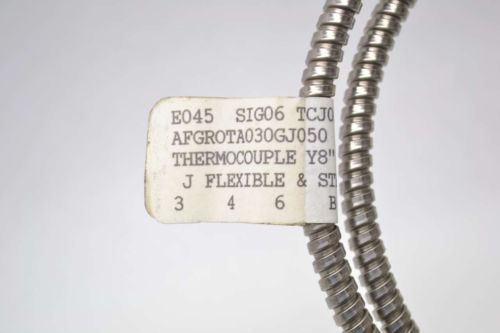 E045 SIG06 TCJ0
AFGROTA030GJ050
THERMOCOUPLE Y8"
J FLEXIBLE & ST
3 4 6 B